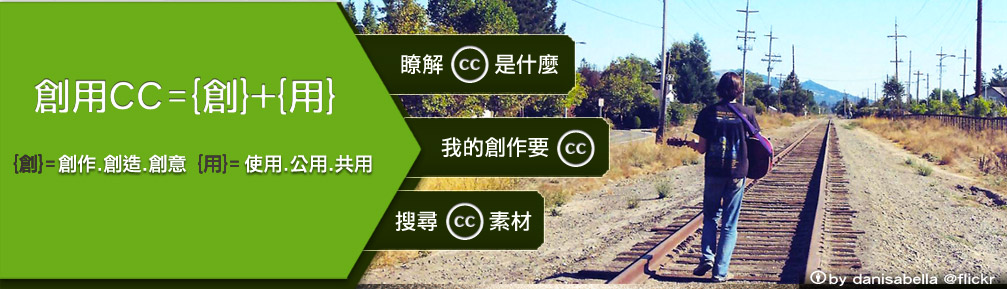 創用CC={創}+{用}
{創}=創作.創造.創意 {用}=使用.公用.共用
瞭解 CC 是什麼
我的創作要 CC
搜尋 CC 素材
by danisabella @flickr